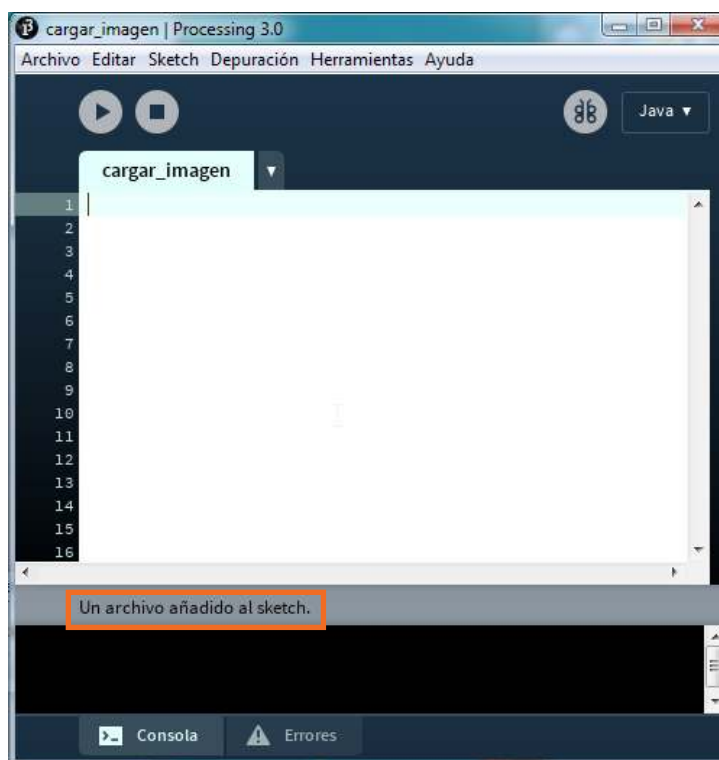 cargar_imagen | Processing 3.0
Archivo Editar Sketch Depuración Herramientas Ayuda
Java
cargar_imagen
1
2
3
4
5
6
7
8
9
10
11
12
13
14
15
16
Un archivo añadido al sketch.
Consola Errores